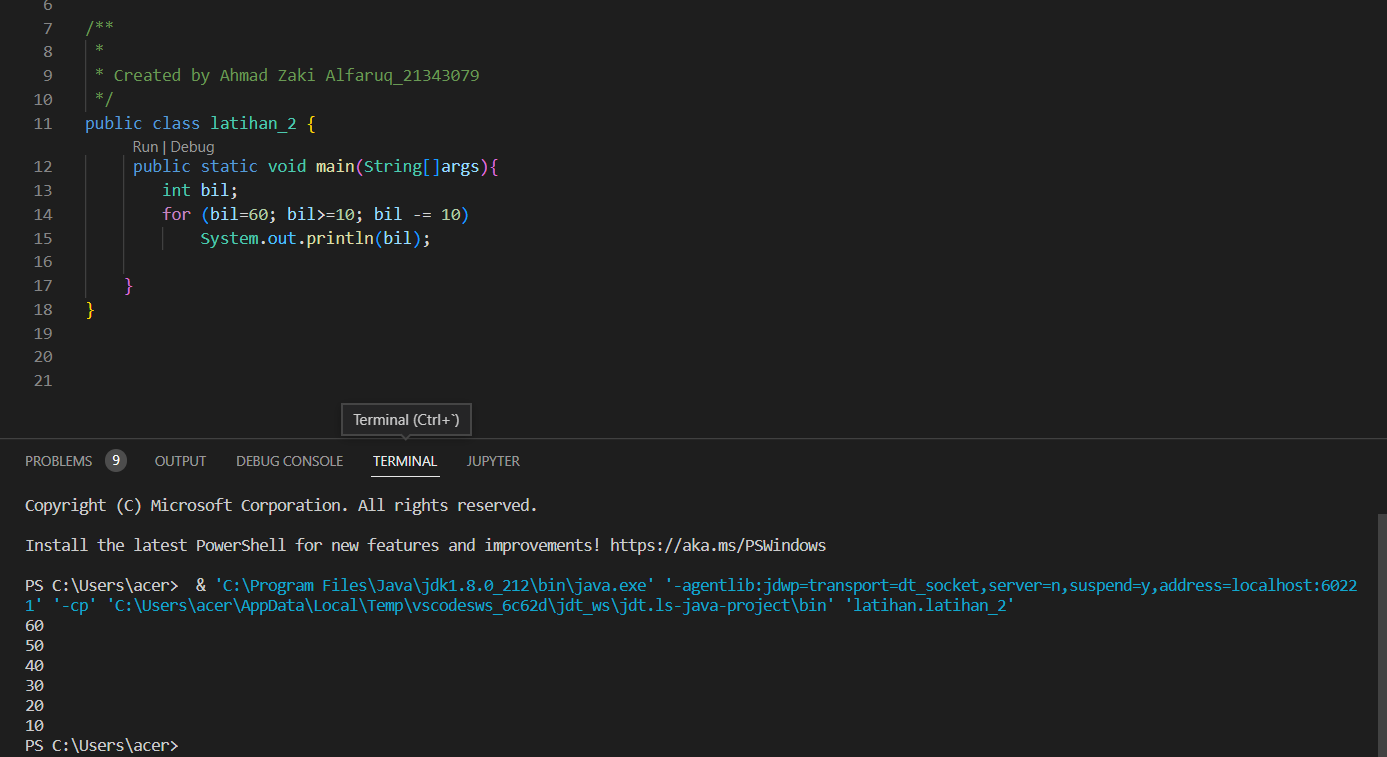 6
7 /**
8 *
9 * Created by Ahmad Zaki Alfaruq_21343079
10 */
11 public class latihan_2 {
Run | Debug
12 public static void main(String[]args){
13 int bil;
14 for (bil=60; bil>=10; bil -= 10)
15 System.out.println(bil);
16
17 }
18 }
19
20
21
Terminal (Ctrl+`)
PROBLEMS 9 OUTPUT DEBUG CONSOLE TERMINAL JUPYTER
Copyright (C) Microsoft Corporation. All rights reserved.
Install the latest PowerShell for new features and improvements! https://aka.ms/PSWindows
PS C:\Users\acer>  & 'C:\Program Files\Java\jdk1.8.0_212\bin\java.exe' '-agentlib:jdwp=transport=dt_socket,server=n,suspend=y,address=localhost:6022
1' '-cp' 'C:\Users\acer\AppData\Local\Temp\vscodesws_6c62d\jdt_ws\jdt.ls-java-project\bin' 'latihan.latihan_2'
60
50
40
30
20
10
PS C:\Users\acer>